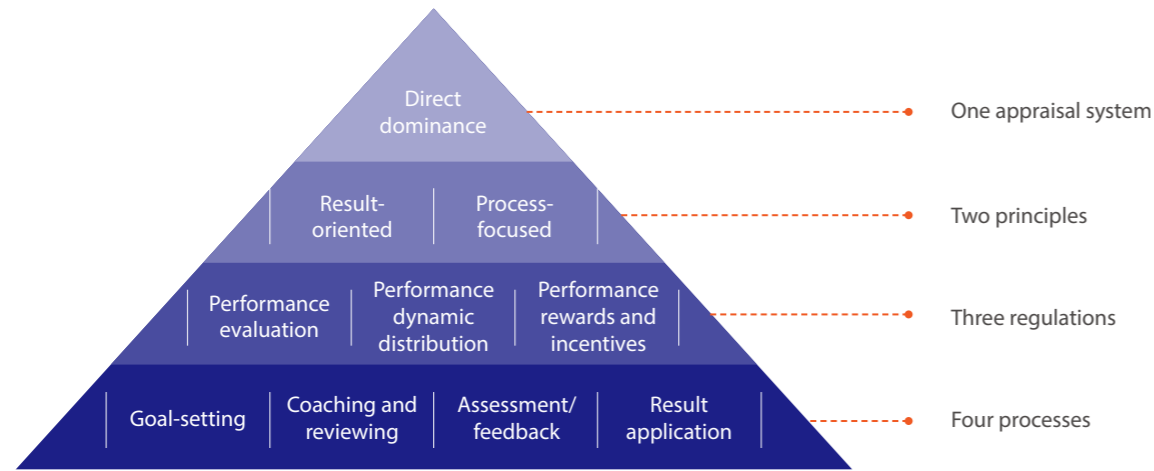 Direct
dominance
One appraisal system
Result-
oriented
Process-
focused
Two principles
Performance
evaluation
Performance
dynamic
distribution
Performance
rewards and
incentives
Three regulations
Goal-setting
Coaching and
reviewing
Assessment/
feedback
Result
application
Four processes